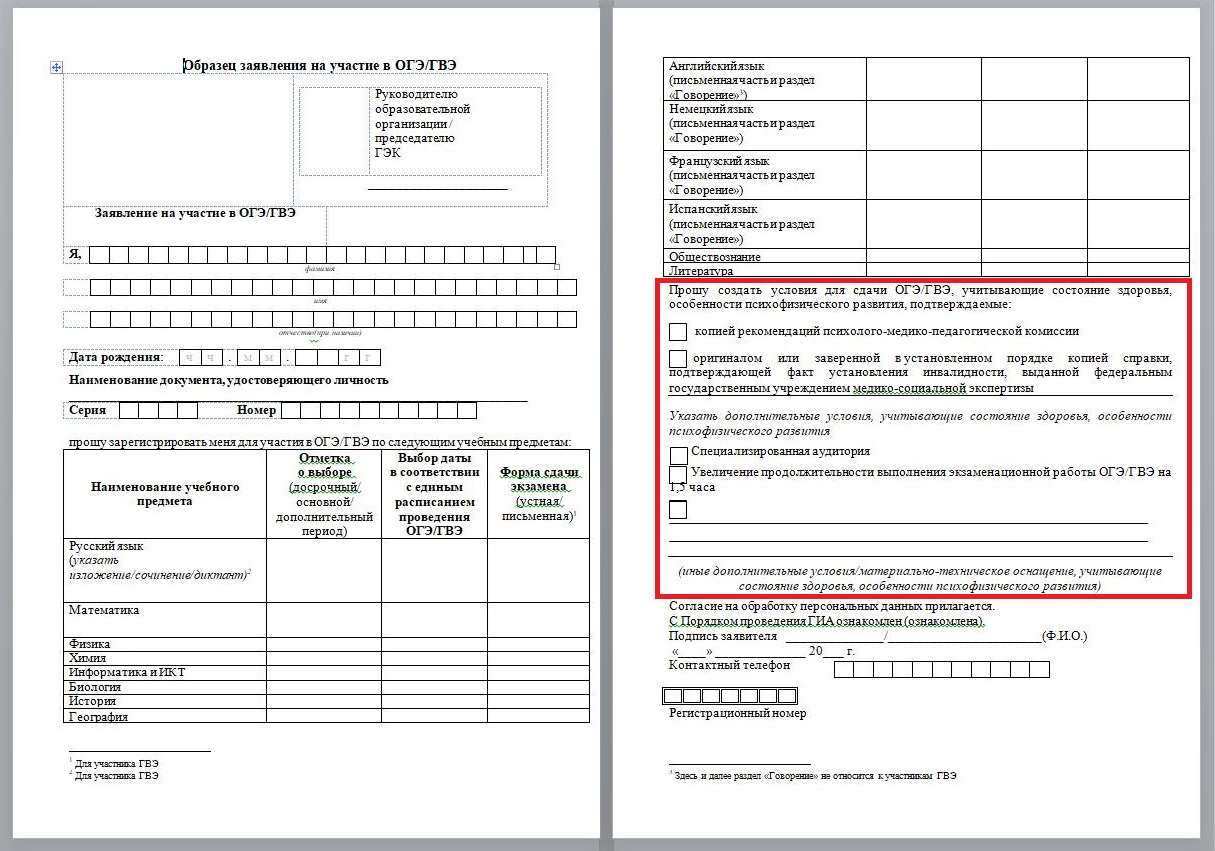 Образец заявления на участие в ОГЭ/ГВЭ
Руководителю
образовательной
организации /
председателю
ГЭК
Заявление на участие в ОГЭ/ГВЭ
Я,
фамилия
имя
отчество(при наличии)
Дата рождения: ч ч . м м . г г
Наименование документа, удостоверяющего личность
Серия Номер
прошу зарегистрировать меня для участия в ОГЭ/ГВЭ по следующим учебным предметам:
Наименование учебного
предмета
Отметка
о выборе
(досрочный/
основной/
дополнительный
период)
Выбор даты
в соответствии
с единым
расписанием
проведения
ОГЭ/ГВЭ
Форма сдачи
экзамена
(устная/
письменная)1
Русский язык
(указать
изложение/сочинение/диктант)2
Математика
Физика
Химия
Информатика и ИКТ
Биология
История
География
1 Для участника ГВЭ
2 Для участника ГВЭ
Английский язык
(письменная часть и раздел
«Говорение»3)
Немецкий язык
(письменная часть и раздел
«Говорение»)
Французский язык
(письменная часть и раздел
«Говорение»)
Испанский язык
(письменная часть и раздел
«Говорение»)
Обществознание
Литература
Прошу создать условия для сдачи ОГЭ/ГВЭ, учитывающие состояние здоровья,
особенности психофизического развития, подтверждаемые:
копией рекомендаций психолого-медико-педагогической комиссии
оригиналом или заверенной в установленном порядке копией справки,
подтверждающей факт установления инвалидности, выданной федеральным
государственным учреждением медико-социальной экспертизы
Указать дополнительные условия, учитывающие состояние здоровья, особенности
психофизического развития
Специализированная аудитория
Увеличение продолжительности выполнения экзаменационной работы ОГЭ/ГВЭ на
1,5 часа
(иные дополнительные условия/материально-техническое оснащение, учитывающие
состояние здоровья, особенности психофизического развития)
Согласие на обработку персональных данных прилагается.
С Порядком проведения ГИА ознакомлен (ознакомлена).
Подпись заявителя ______________/______________________(Ф.И.О.)
«____» _____________ 20___ г.
Контактный телефон
Регистрационный номер
3 Здесь и далее раздел «Говорение» не относится к участникам ГВЭ